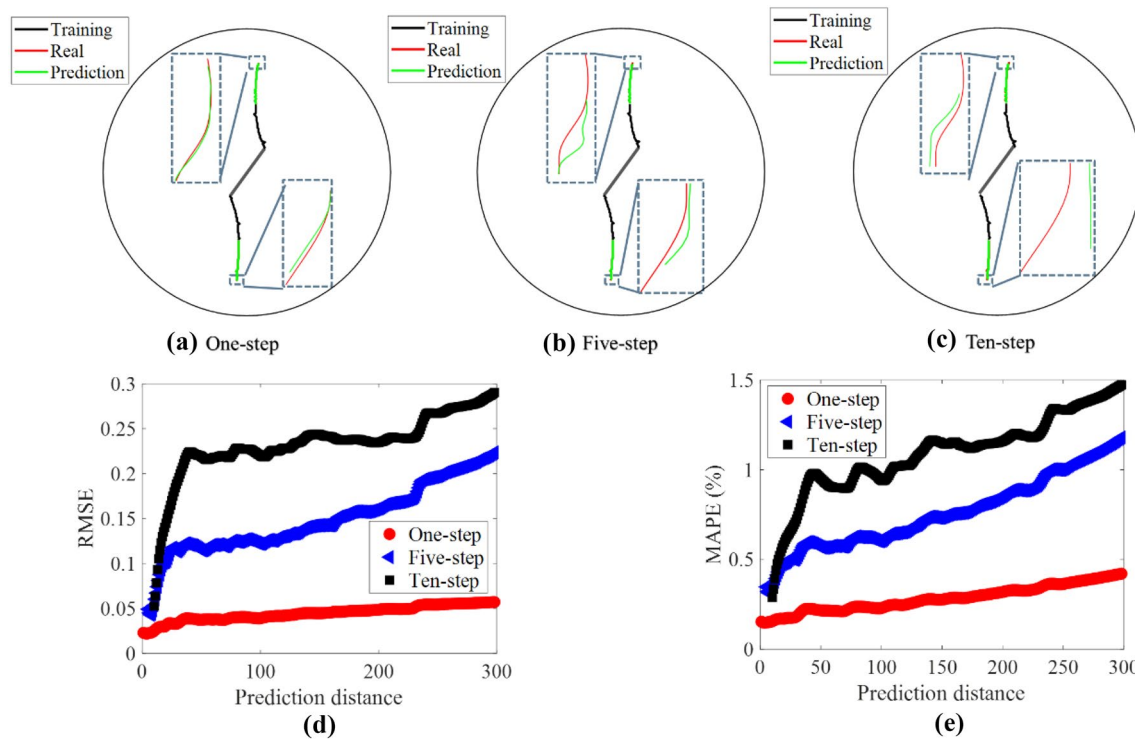 Training
Real
Prediction
(a) One-step
Training
Real
Prediction
(b) Five-step
Training
Real
Prediction
(c) Ten-step
0.3
0.25
0.2
0.15
0.1
0.05
0
RMSE
One-step
Five-step
Ten-step
0 100 200 300
Prediction distance
(d)
1.5
1
0.5
0
MAPE (%)
One-step
Five-step
Ten-step
0 50 100 150 200 250 300
Prediction distance
(e)